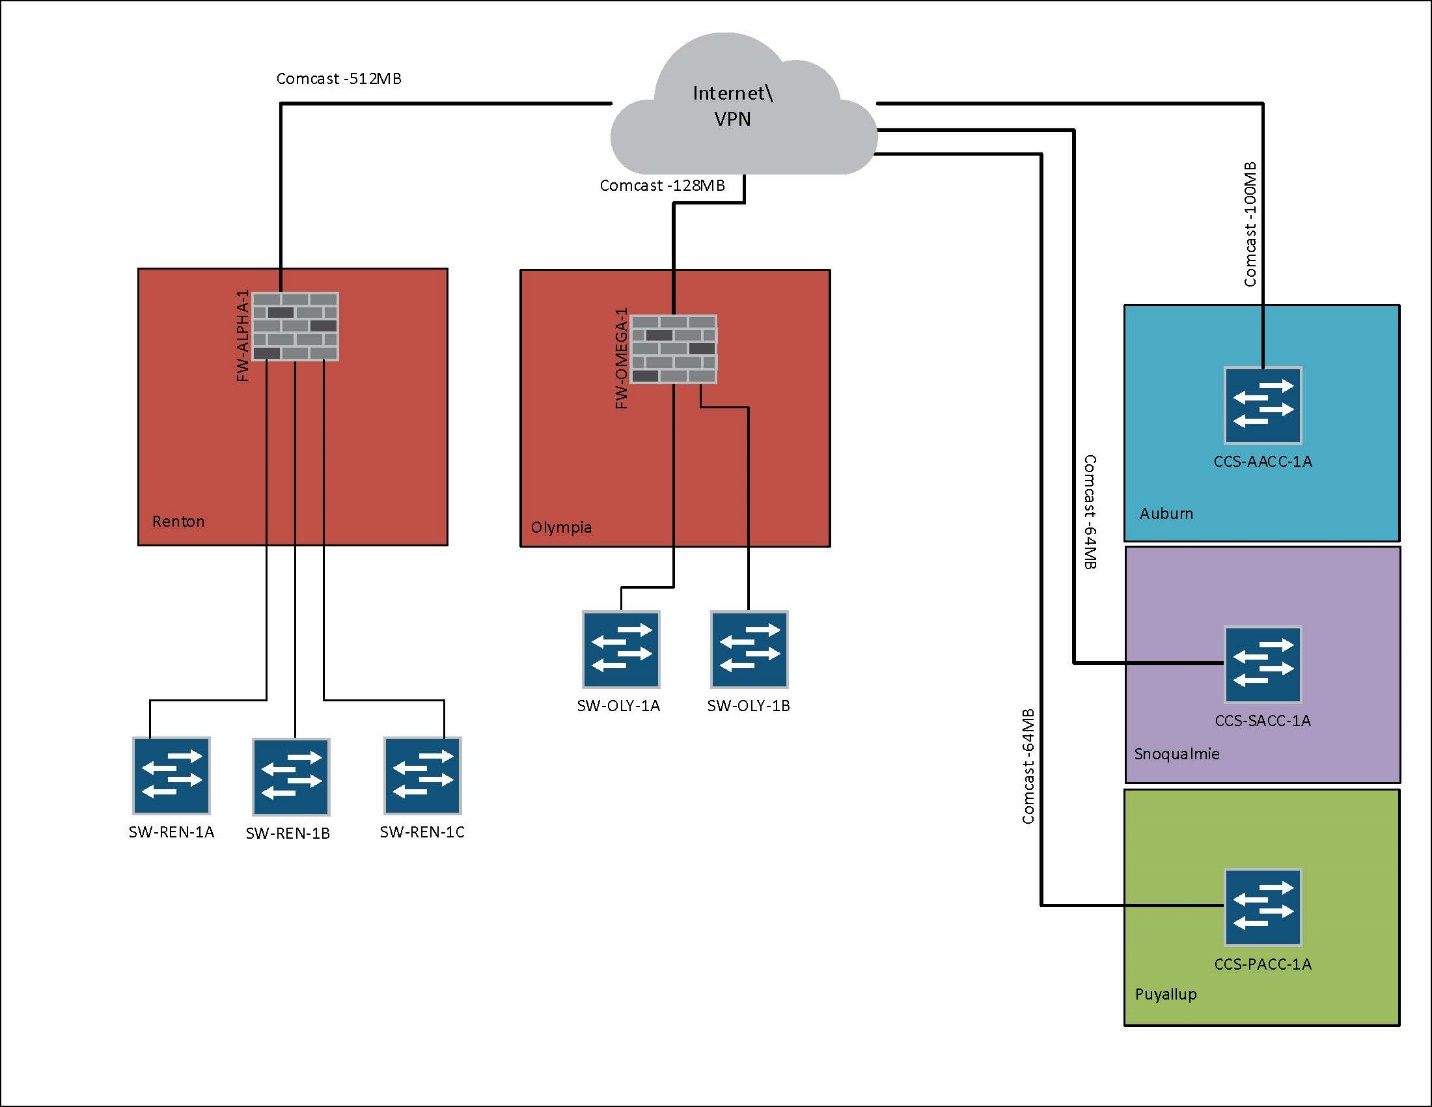 Comcast -512MB
Internet\
VPN
Comcast -128MB
Comcast -100MB
FW-ALPHA-1
FW-OMEGA-1
CCS-AACC-1A
Comcast -64MB
Auburn
Renton
Olympia
SW-OLY-1A
SW-OLY-1B
CCS-SACC-1A
Comcast -64MB
Snoqualmie
SW-REN-1A
SW-REN-1B
SW-REN-1C
CCS-PACC-1A
Puyallup